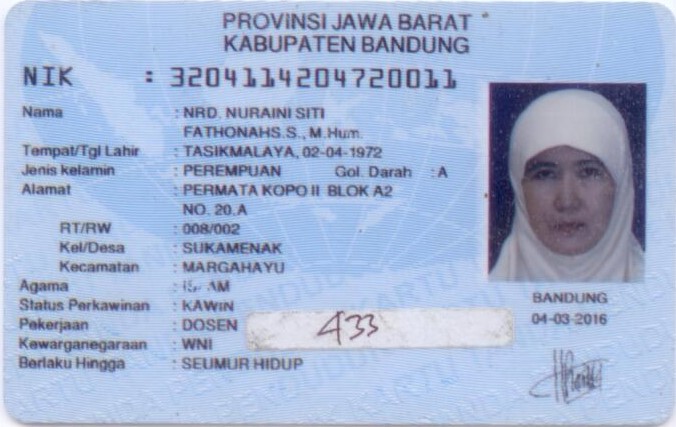 PROVINSI JAWA BARAT
KABUPATEN BANDUNG
NIK : 3204114204720011
Nama : NRD. NURAINI SITI
FATHONAHS.S., M.Hum.
Tempat/Tgl Lahir : TASIKMALAYA, 02-04-1972
Jenis kelamin : PEREMPUAN Gol. Darah : A
Alamat : PERMATA KOPO II BLOK A2
NO. 20.A
RT/RW : 008/002
Kel/Desa : SUKAMENAK
Kecamatan : MARGAHAYU
Agama : ISLAM
Status Perkawinan : KAWIN
Pekerjaan : DOSEN
Kewarganegaraan : WNI
Berlaku Hingga : SEUMUR HIDUP
433
BANDUNG
04-03-2016